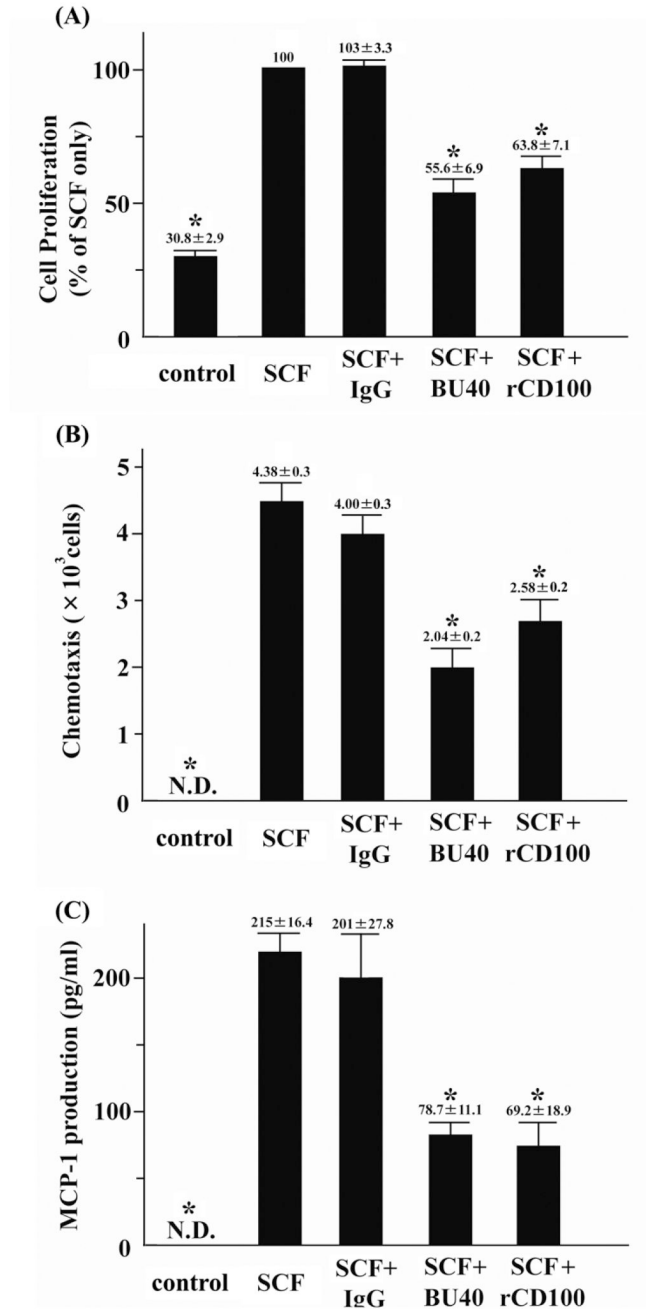 (A)
Cell Proliferation
(% of SCF only)
100
50
0
*
30.8±2.9
100
103±3.3
*
55.6±6.9
*
63.8±7.1
control
SCF
SCF+
IgG
SCF+
BU40
SCF+
rCD100
(B)
Chemotaxis (×10³cells)
5
4
3
2
1
0
*
N.D.
4.38±0.3
4.00±0.3
*
2.04±0.2
*
2.58±0.2
control
SCF
SCF+
IgG
SCF+
BU40
SCF+
rCD100
(C)
MCP-1 production (pg/ml)
200
100
0
*
N.D.
215±16.4
201±27.8
*
78.7±11.1
*
69.2±18.9
control
SCF
SCF+
IgG
SCF+
BU40
SCF+
rCD100